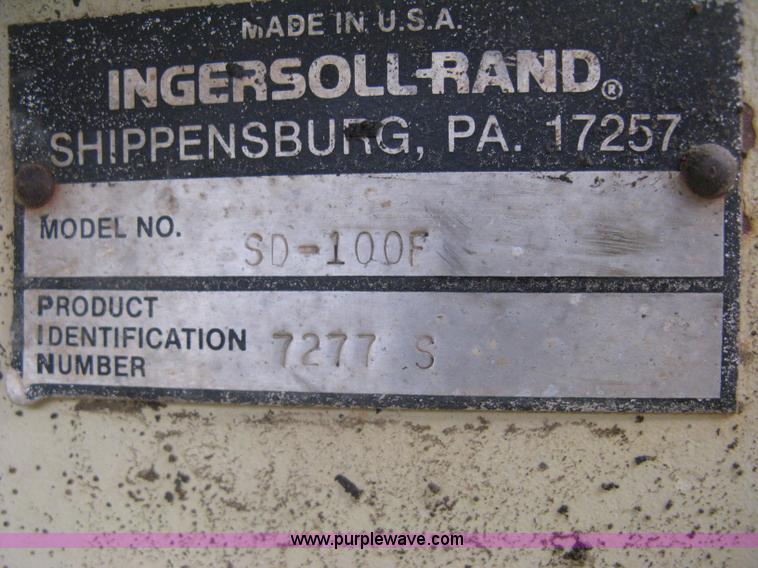 MADE IN U.S.A.
INGERSOLL-RAND®
SHIPPENSBURG, PA. 17257
MODEL NO. SD-100F
PRODUCT
IDENTIFICATION
NUMBER 7277 S
www.purplewave.com